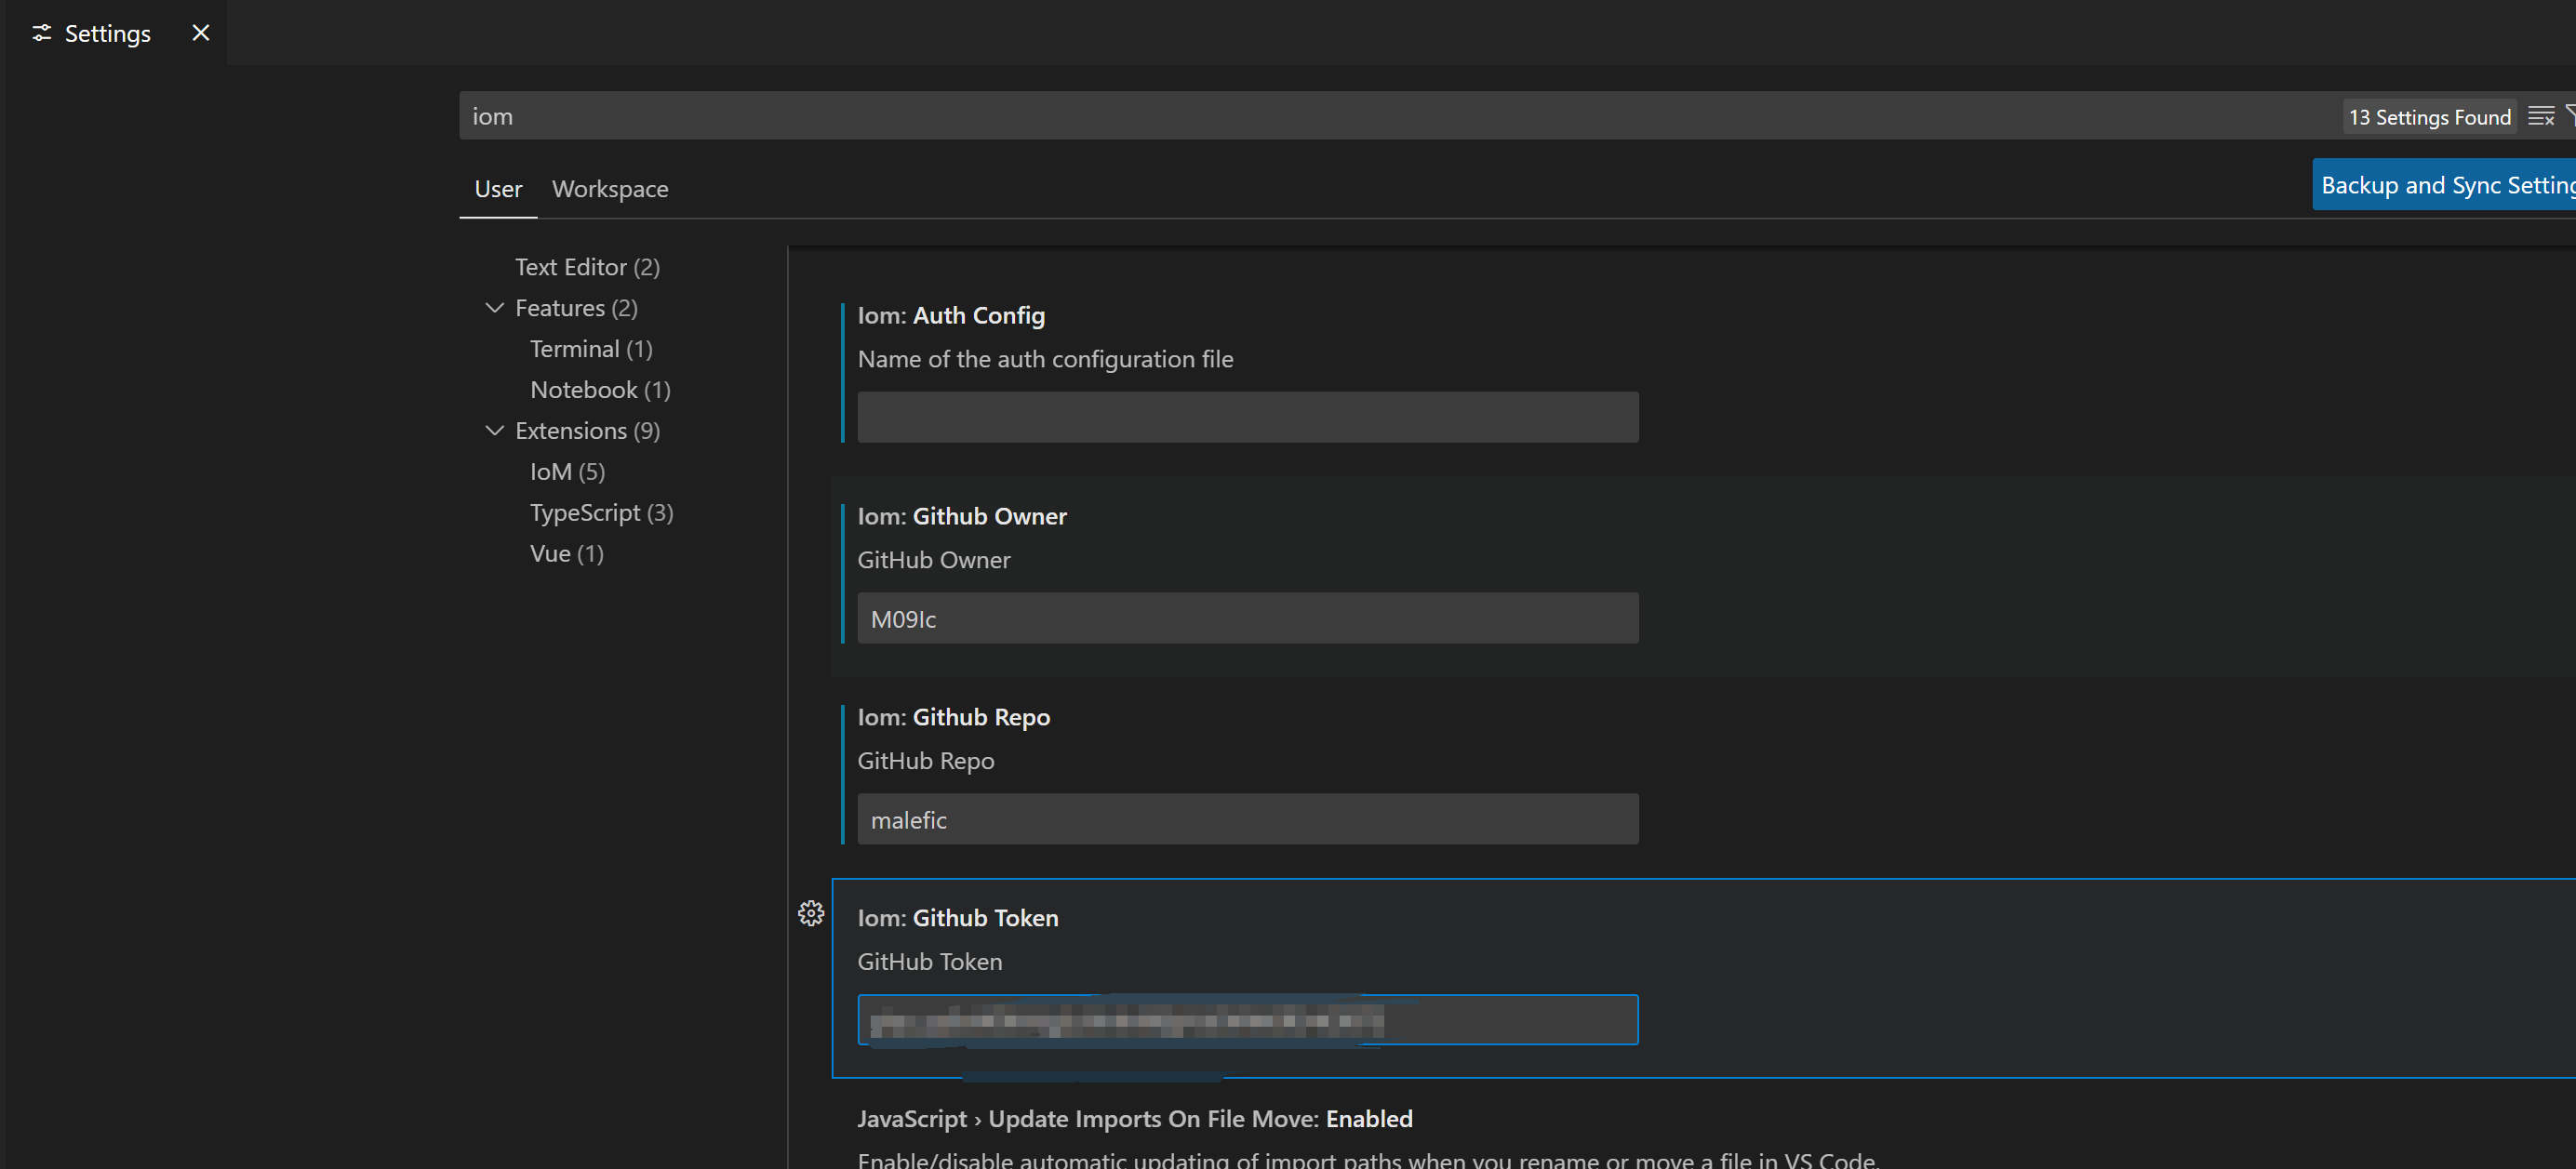 Settings
iom
13 Settings Found
User
Workspace
Backup and Sync Setting
Text Editor (2)
Features (2)
Terminal (1)
Notebook (1)
Extensions (9)
IoM (5)
TypeScript (3)
Vue (1)
Iom: Auth Config
Name of the auth configuration file
Iom: Github Owner
GitHub Owner
M09Ic
Iom: Github Repo
GitHub Repo
malefic
Iom: Github Token
GitHub Token
JavaScript › Update Imports On File Move: Enabled
Enable/disable automatic updating of import paths when you rename or move a file in VS Code.